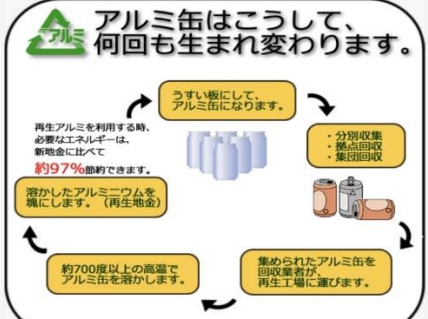 アルミ
アルミ缶はこうして、
何回も生まれ変わります。
うすい板にして、
アルミ缶になります。
再生アルミを利用する時、
必要なエネルギーは、
新地金に比べて
約97%節約できます。
・分別収集
・拠点回収
・集団回収
溶かしたアルミニウムを
塊にします。（再生地金）
約700度以上の高温で
アルミ缶を溶かします。
集められたアルミ缶を
回収業者が、
再生工場に運びます。